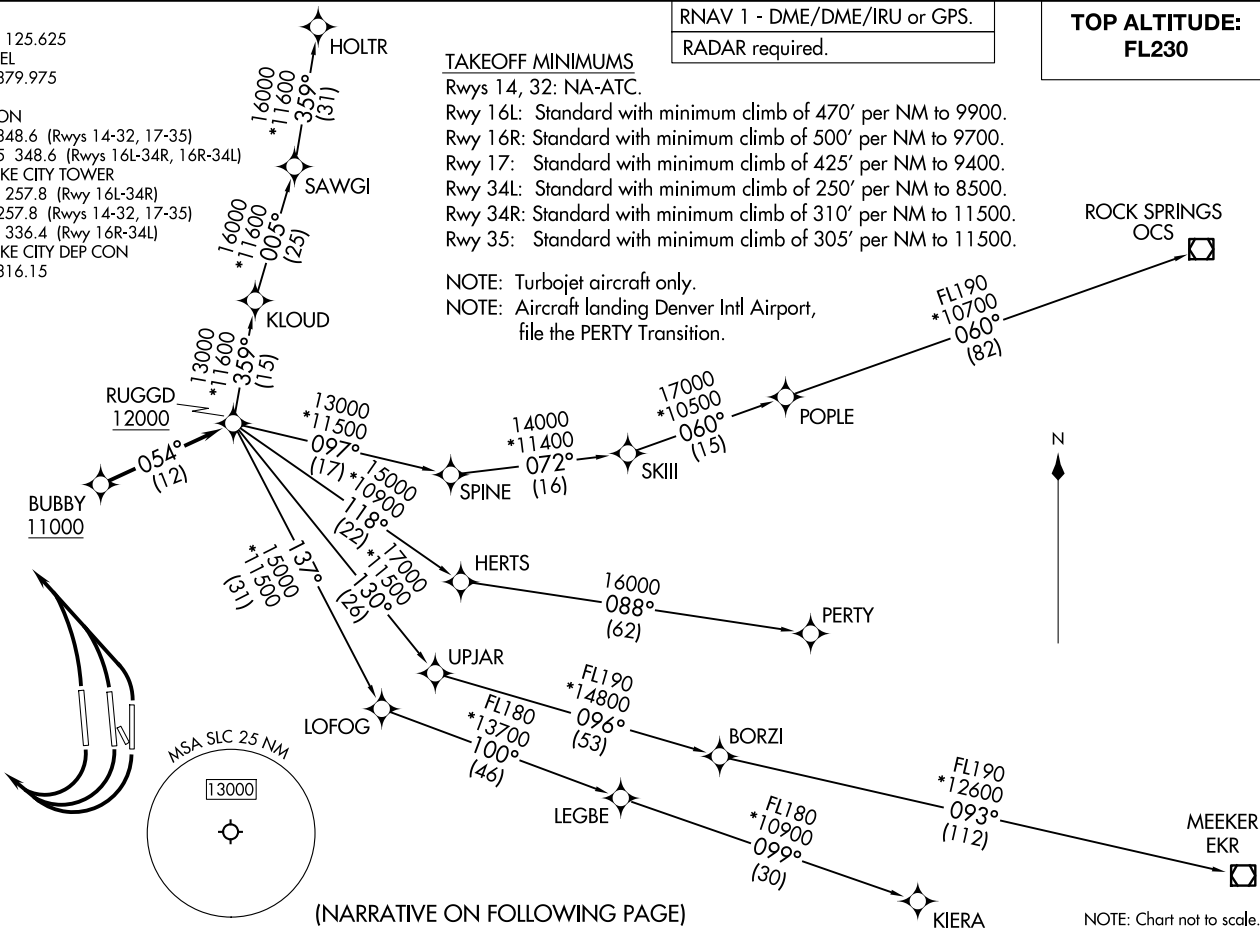 125.625
EL
379.975
ON
348.6 (Rwys 14-32, 17-35)
5 348.6 (Rwys 16L-34R, 16R-34L)
KE CITY TOWER
257.8 (Rwy 16L-34R)
257.8 (Rwys 14-32, 17-35)
336.4 (Rwy 16R-34L)
KE CITY DEP CON
316.15
RNAV 1 - DME/DME/IRU or GPS.
RADAR required.
TOP ALTITUDE:
FL230
TAKEOFF MINIMUMS
Rwys 14, 32: NA-ATC.
Rwy 16L: Standard with minimum climb of 470' per NM to 9900.
Rwy 16R: Standard with minimum climb of 500' per NM to 9700.
Rwy 17: Standard with minimum climb of 425' per NM to 9400.
Rwy 34L: Standard with minimum climb of 250' per NM to 8500.
Rwy 34R: Standard with minimum climb of 310' per NM to 11500.
Rwy 35: Standard with minimum climb of 305' per NM to 11500.
NOTE: Turbojet aircraft only.
NOTE: Aircraft landing Denver Intl Airport,
file the PERTY Transition.
HOLTR
16000
*11600
359°
(31)
SAWGI
16000
*11600
005°
(25)
KLOUD
13000
*11600
359°
(15)
RUGGD
12000
054°
(12)
BUBBY
11000
13000
*11500
097°
(17)
SPINE
14000
*11400
072°
(16)
SKIII
17000
*10500
060°
(15)
POPLE
FL190
*10700
060°
(82)
ROCK SPRINGS
OCS
15000
*10900
118°
(22)
HERTS
16000
088°
(62)
PERTY
17000
*11500
130°
(26)
UPJAR
FL190
*14800
096°
(53)
BORZI
FL190
*12600
093°
(112)
MEEKER
EKR
137°
15000
*11500
(31)
LOFOG
FL180
*13700
100°
(46)
LEGBE
FL180
*10900
099°
(30)
KIERA
N
MSA SLC 25 NM
13000
(NARRATIVE ON FOLLOWING PAGE)
NOTE: Chart not to scale.